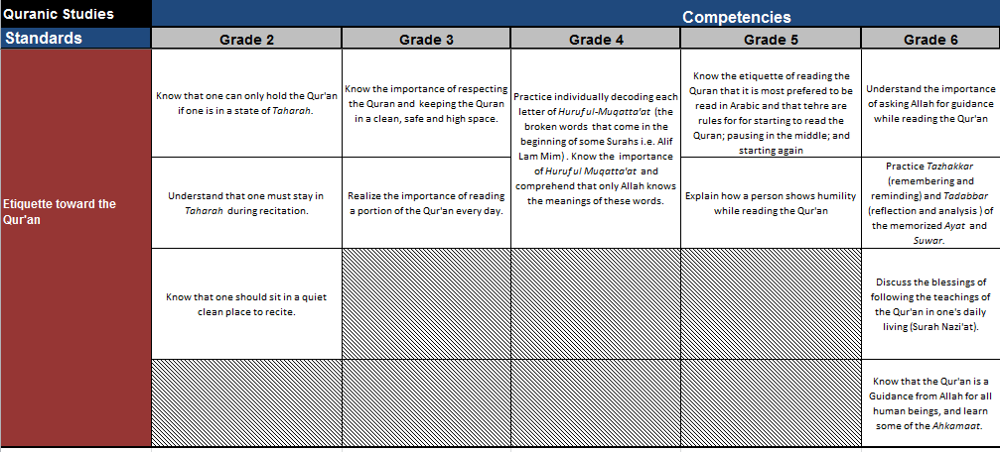 Quranic Studies
Competencies
Standards
Grade 2
Grade 3
Grade 4
Grade 5
Grade 6
Etiquette toward the
Qur'an
Know that one can only hold the Qur'an
if one is in a state of Taharah.
Know the importance of respecting
the Quran and keeping the Quran
in a clean, safe and high space.
Practice individually decoding each
letter of Huruf ul-Muqatta'at (the
broken words that come in the
beginning of some Surahs i.e. Alif
Lam Mim) . Know the importance
of Huruf ul Muqatta'at and
comprehend that only Allah knows
the meanings of these words.
Know the etiquette of reading the
Quran that it is most prefered to be
read in Arabic and that tehre are
rules for for starting to read the
Quran; pausing in the middle; and
starting again
Understand the importance
of asking Allah for guidance
while reading the Qur'an
Understand that one must stay in
Taharah during recitation.
Realize the importance of reading
a portion of the Qur'an every day.
Explain how a person shows humility
while reading the Qur'an
Practice Tazhakkar
(remembering and
reminding) and Tadabbar
(reflection and analysis ) of
the memorized Ayat and
Suwar.
Know that one should sit in a quiet
clean place to recite.
Discuss the blessings of
following the teachings of
the Qur'an in one's daily
living (Surah Nazi'at).
Know that the Qur'an is a
Guidance from Allah for all
human beings, and learn
some of the Ahkamaat.